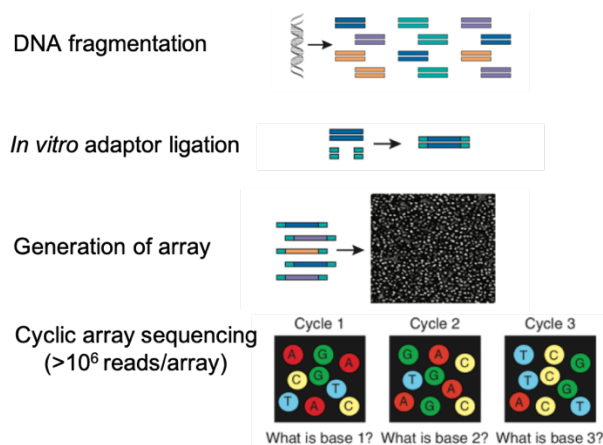 DNA fragmentation
In vitro adaptor ligation
Generation of array
Cyclic array sequencing
(>10⁶ reads/array)
Cycle 1
Cycle 2
Cycle 3
A G A
C G T
T A C
G A C
T G A
A G C
T C C
T C G
A G T
What is base 1?
What is base 2?
What is base 3?